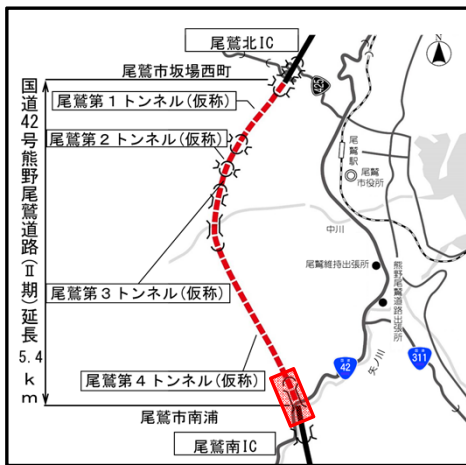 尾鷲北IC
N
尾鷲市坂場西町
425
尾鷲第1トンネル(仮称)
尾鷲第2トンネル(仮称)
尾鷲駅
尾鷲市役所
国道42号熊野尾鷲道路(Ⅱ期)延長5.4km
中川
尾鷲維持出張所
熊野尾鷲道路出張所
尾鷲第3トンネル(仮称)
矢ノ川
42
311
尾鷲第4トンネル(仮称)
尾鷲市南浦
尾鷲南IC